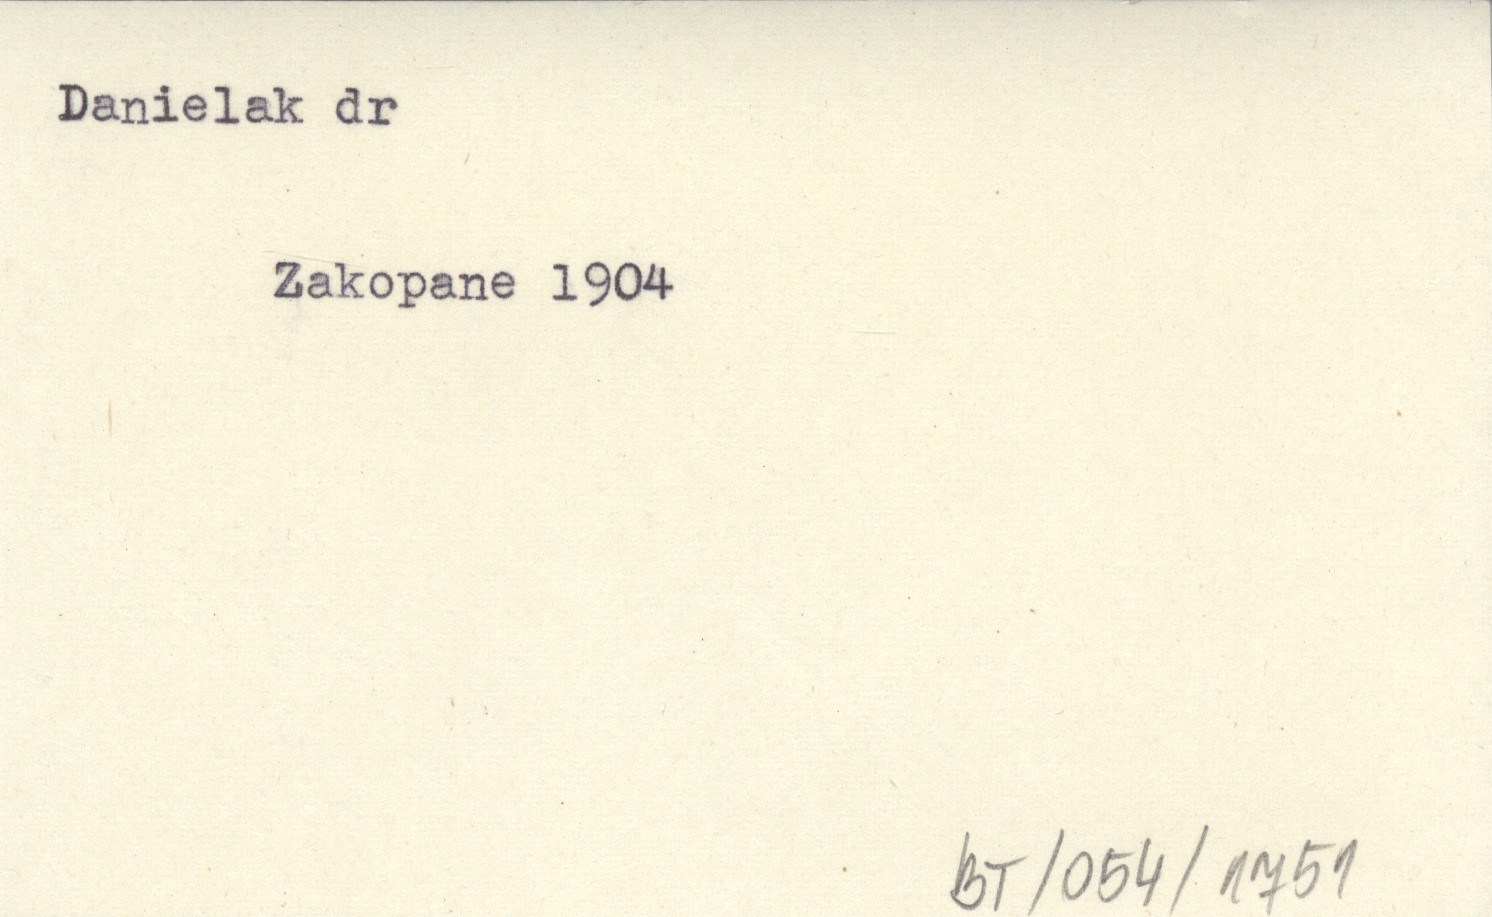 Danielak dr
Zakopane 1904
BT/054/1751